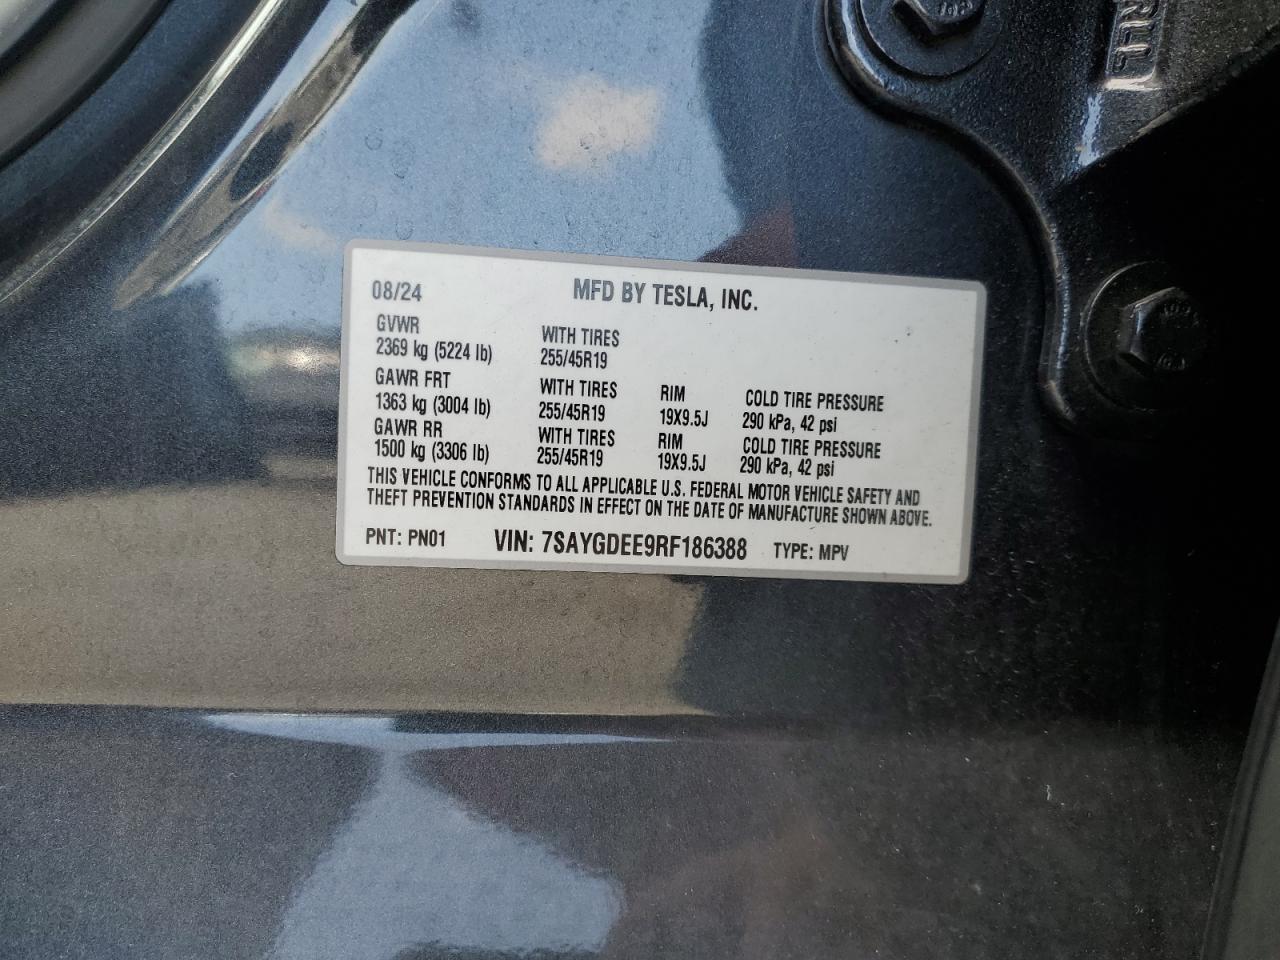 08/24 MFD BY TESLA, INC.
GVWR WITH TIRES
2369 kg (5224 lb) 255/45R19
GAWR FRT WITH TIRES RIM COLD TIRE PRESSURE
1363 kg (3004 lb) 255/45R19 19X9.5J 290 kPa, 42 psi
GAWR RR WITH TIRES RIM COLD TIRE PRESSURE
1500 kg (3306 lb) 255/45R19 19X9.5J 290 kPa, 42 psi
THIS VEHICLE CONFORMS TO ALL APPLICABLE U.S. FEDERAL MOTOR VEHICLE SAFETY AND
THEFT PREVENTION STANDARDS IN EFFECT ON THE DATE OF MANUFACTURE SHOWN ABOVE.
PNT: PN01 VIN: 7SAYGDEE9RF186388 TYPE: MPV